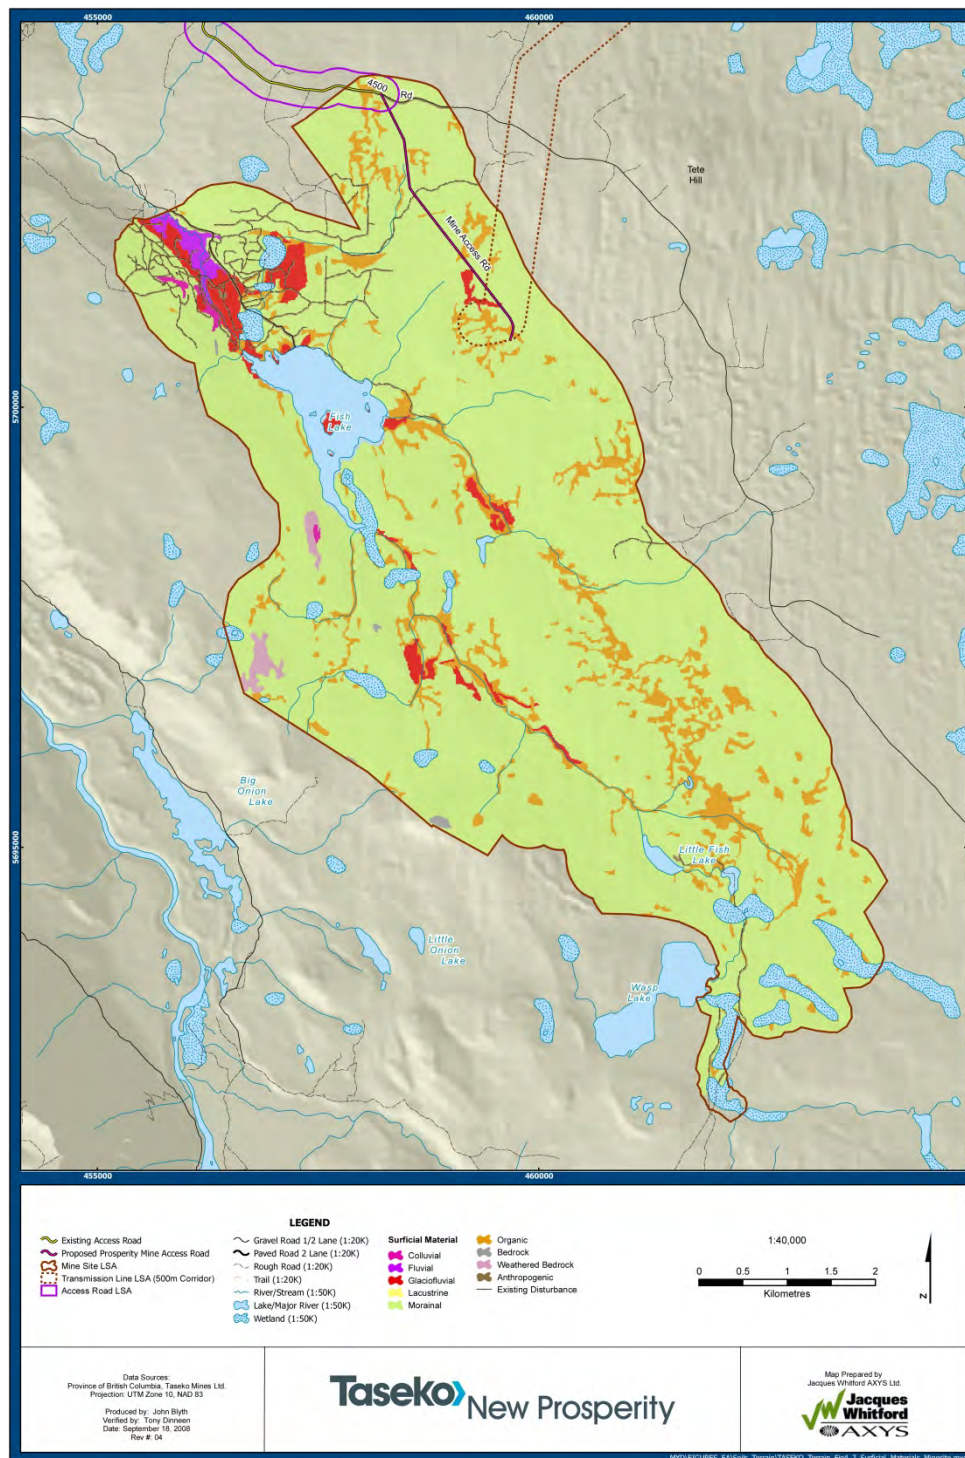 455000
460000
4500
Rd
Tete
Hill
Mine Access Rd
5700000
Fish
Lake
Big
Onion
Lake
5695000
Little Fish
Lake
Little
Onion
Lake
Wasp
Lake
455000
460000
LEGEND
Existing Access Road
Proposed Prosperity Mine Access Road
Mine Site LSA
Transmission Line LSA (500m Corridor)
Access Road LSA
Gravel Road 1/2 Lane (1:20K)
Paved Road 2 Lane (1:20K)
Rough Road (1:20K)
Trail (1:20K)
River/Stream (1:50K)
Lake/Major River (1:50K)
Wetland (1:50K)
Surficial Material
Colluvial
Fluvial
Glaciofluvial
Lacustrine
Morainal
Organic
Bedrock
Weathered Bedrock
Anthropogenic
Existing Disturbance
1:40,000
0 0.5 1 1.5 2
Kilometres
N
Data Sources:
Province of British Columbia, Taseko Mines Ltd.
Projection: UTM Zone 10, NAD 83
Produced by: John Blyth
Verified by: Tony Dinneen
Date: September 18, 2008
Rev #: 04
Taseko New Prosperity
Map Prepared by
Jacques Whitford AXYS Ltd.
Jacques
Whitford
AXYS